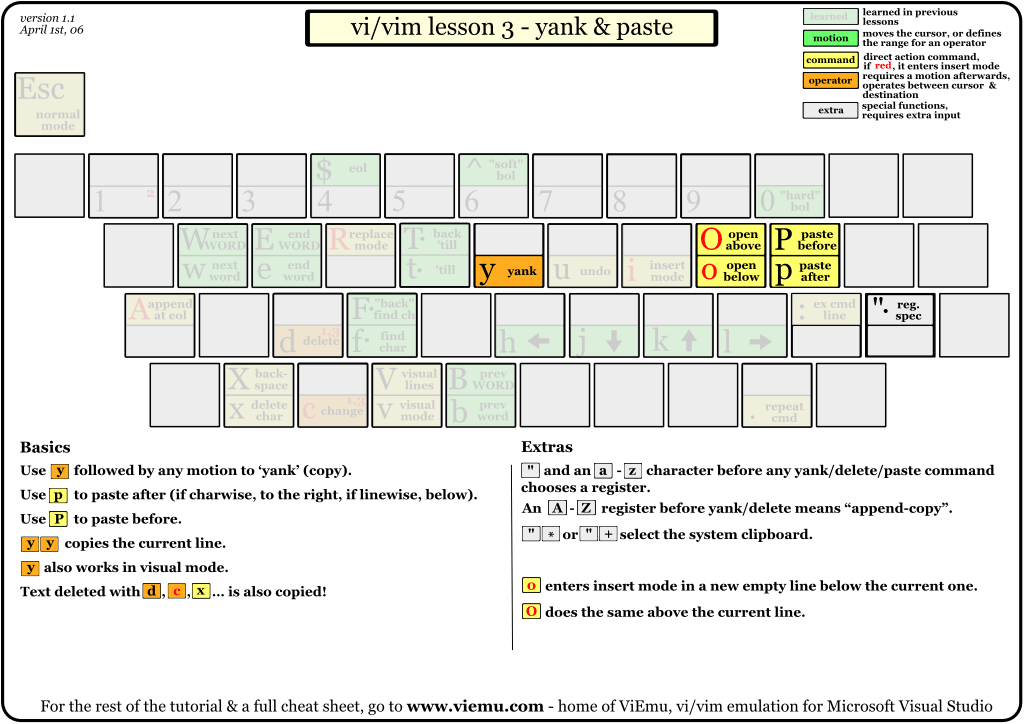 version 1.1
April 1st, 06
vi/vim lesson 3 - yank & paste
learned learned in previous lessons
motion moves the cursor, or defines the range for an operator
command direct action command, if red, it enters insert mode
operator requires a motion afterwards, operates between cursor & destination
extra special functions, requires extra input
Esc normal mode
1 2
2
3
$ eol
4
5
^ "soft" bol
6
7
8
9
0 "hard" bol
W next WORD
w next word
E end WORD
e end word
R replace mode
T· back 'till
t· 'till
y yank
u undo
i insert mode
O open above
o open below
P paste before
p paste after
A append at eol
d delete 1,3
F· "back" find ch
f· find char
h
j
k
l
: ex cmd line
"· reg. spec
X back-space
x delete char
c change 1,3
V visual lines
v visual mode
B prev WORD
b prev word
. repeat cmd
Basics
Use y followed by any motion to ‘yank’ (copy).
Use p to paste after (if charwise, to the right, if linewise, below).
Use P to paste before.
y y copies the current line.
y also works in visual mode.
Text deleted with d , c , x ... is also copied!
Extras
" and an a - z character before any yank/delete/paste command
chooses a register.
An A - Z register before yank/delete means “append-copy”.
" * or " + select the system clipboard.
o enters insert mode in a new empty line below the current one.
O does the same above the current line.
For the rest of the tutorial & a full cheat sheet, go to www.viemu.com - home of ViEmu, vi/vim emulation for Microsoft Visual Studio